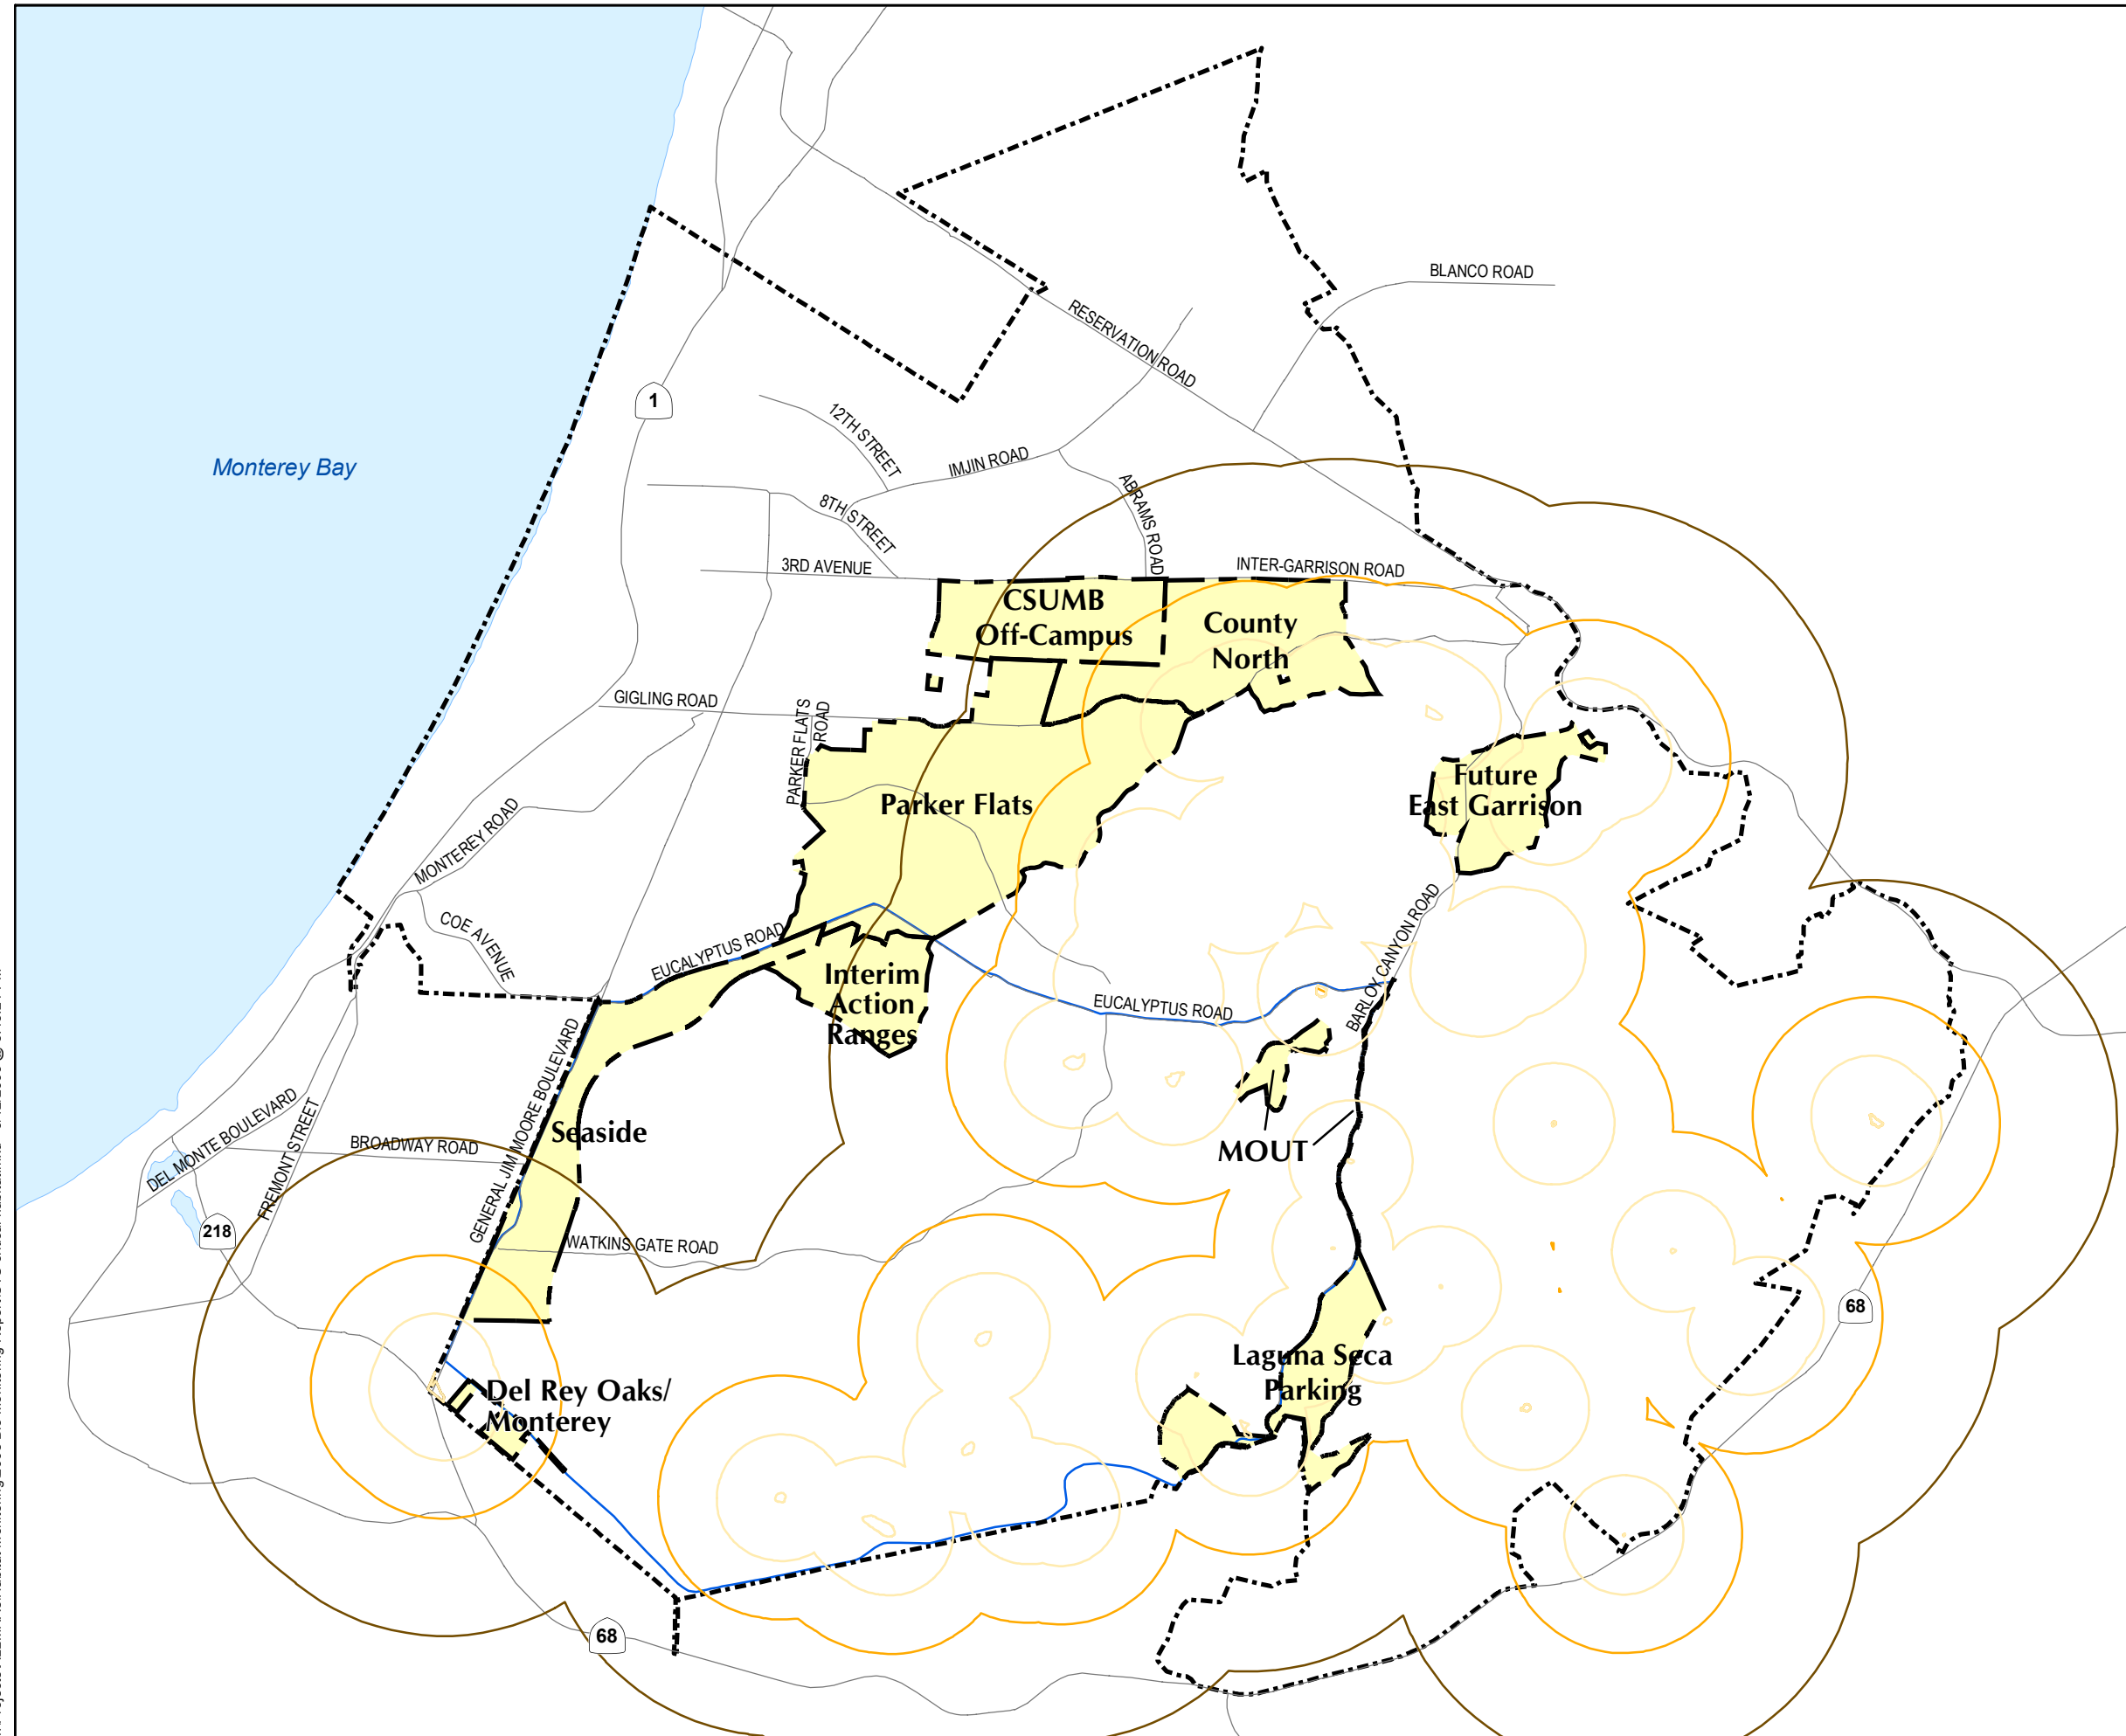 BLANCO ROAD
RESERVATION ROAD
1
12TH STREET
Monterey Bay
IMJIN ROAD
ABRAMS ROAD
8TH STREET
3RD AVENUE
INTER-GARRISON ROAD
CSUMB
Off-Campus
County
North
GIGLING ROAD
PARKER FLATS
ROAD
Parker Flats
Future
East Garrison
MONTEREY ROAD
COE AVENUE
EUCALYPTUS ROAD
Interim
Action
Ranges
BARLOY CANYON ROAD
EUCALYPTUS ROAD
GENERAL JIM MOORE BOULEVARD
Seaside
MOUT
DEL MONTE BOULEVARD
FREMONT STREET
BROADWAY ROAD
218
WATKINS GATE ROAD
68
Laguna Seca
Parking
Del Rey Oaks/
Monterey
68